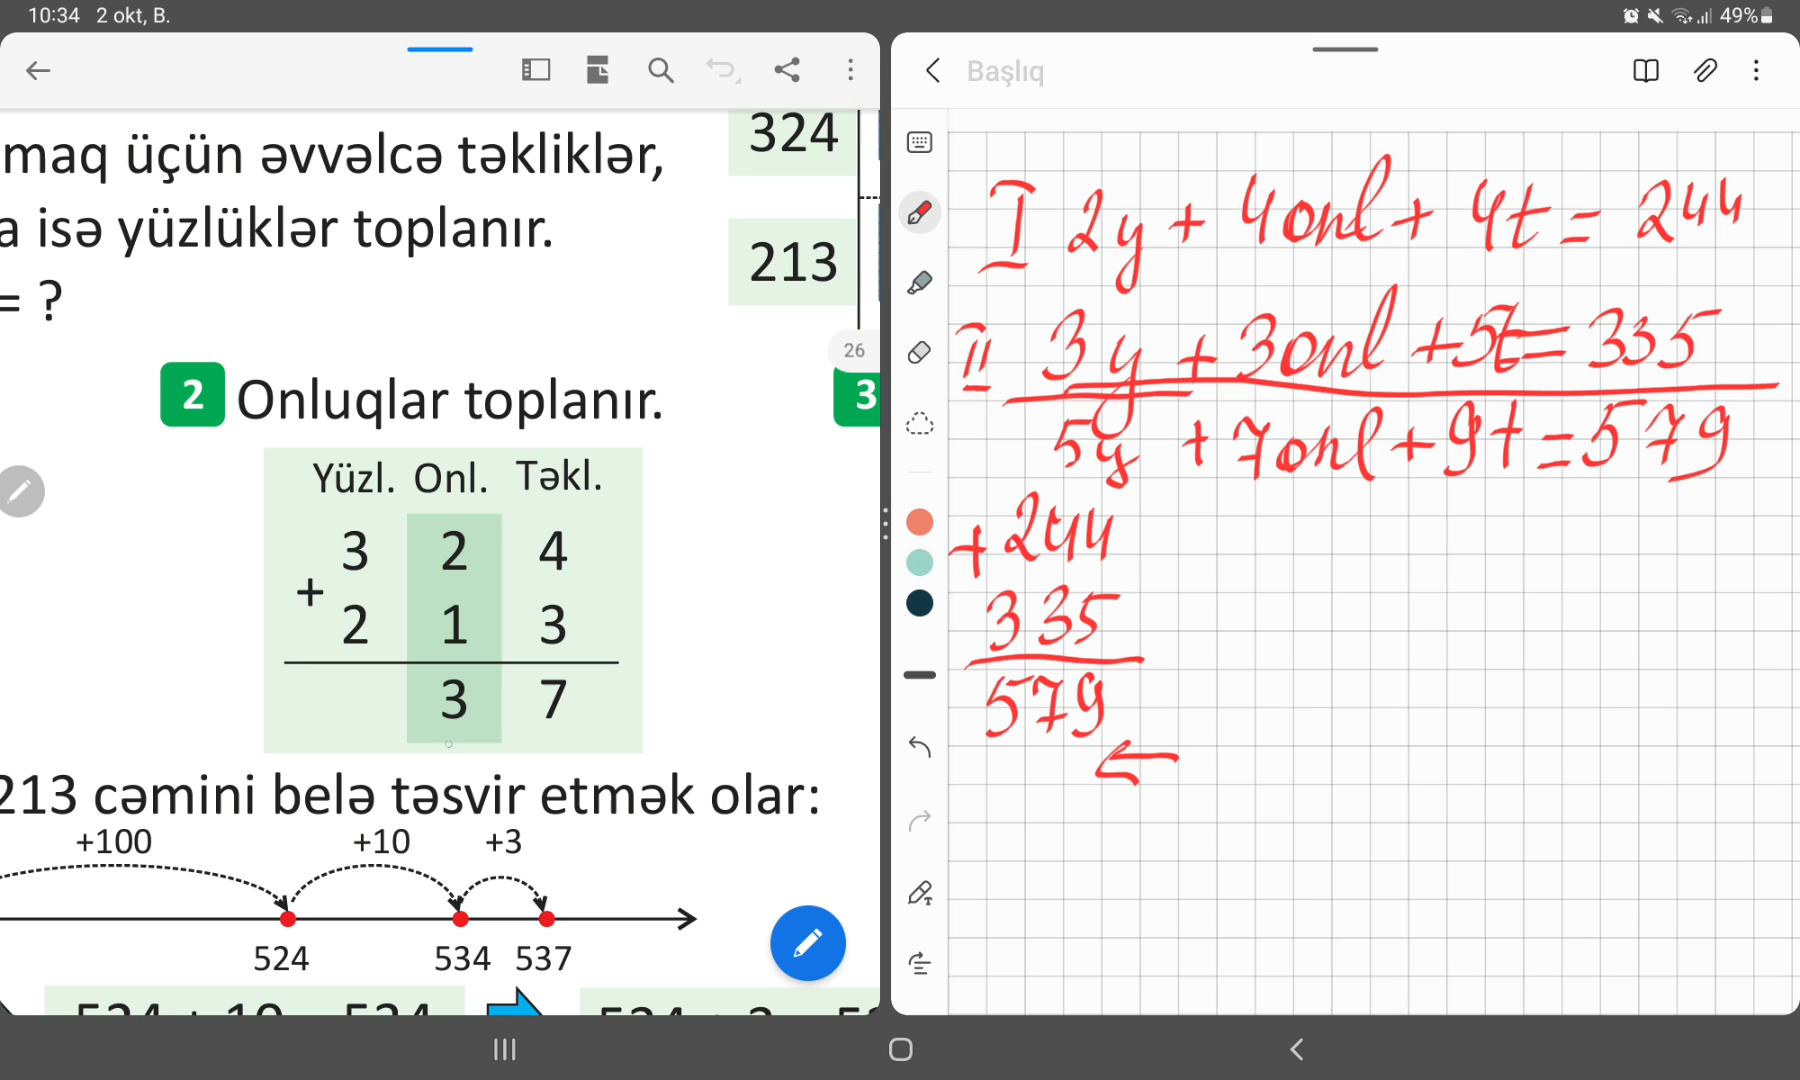 10:34 2 okt, B.
49%
maq üçün əvvəlcə təkliklər,
a isə yüzlüklər toplanır.
= ?
324
213
26
2 Onluqlar toplanır.
3
Yüzl. Onl. Təkl.
3 2 4
+
2 1 3
3 7
213 cəmini belə təsvir etmək olar:
+100 +10 +3
524 534 537
Başlıq
I 2y + 4onl + 4t = 244
II 3y + 3onl + 5t = 335
5y + 7onl + 9t = 579
+ 244
335
579